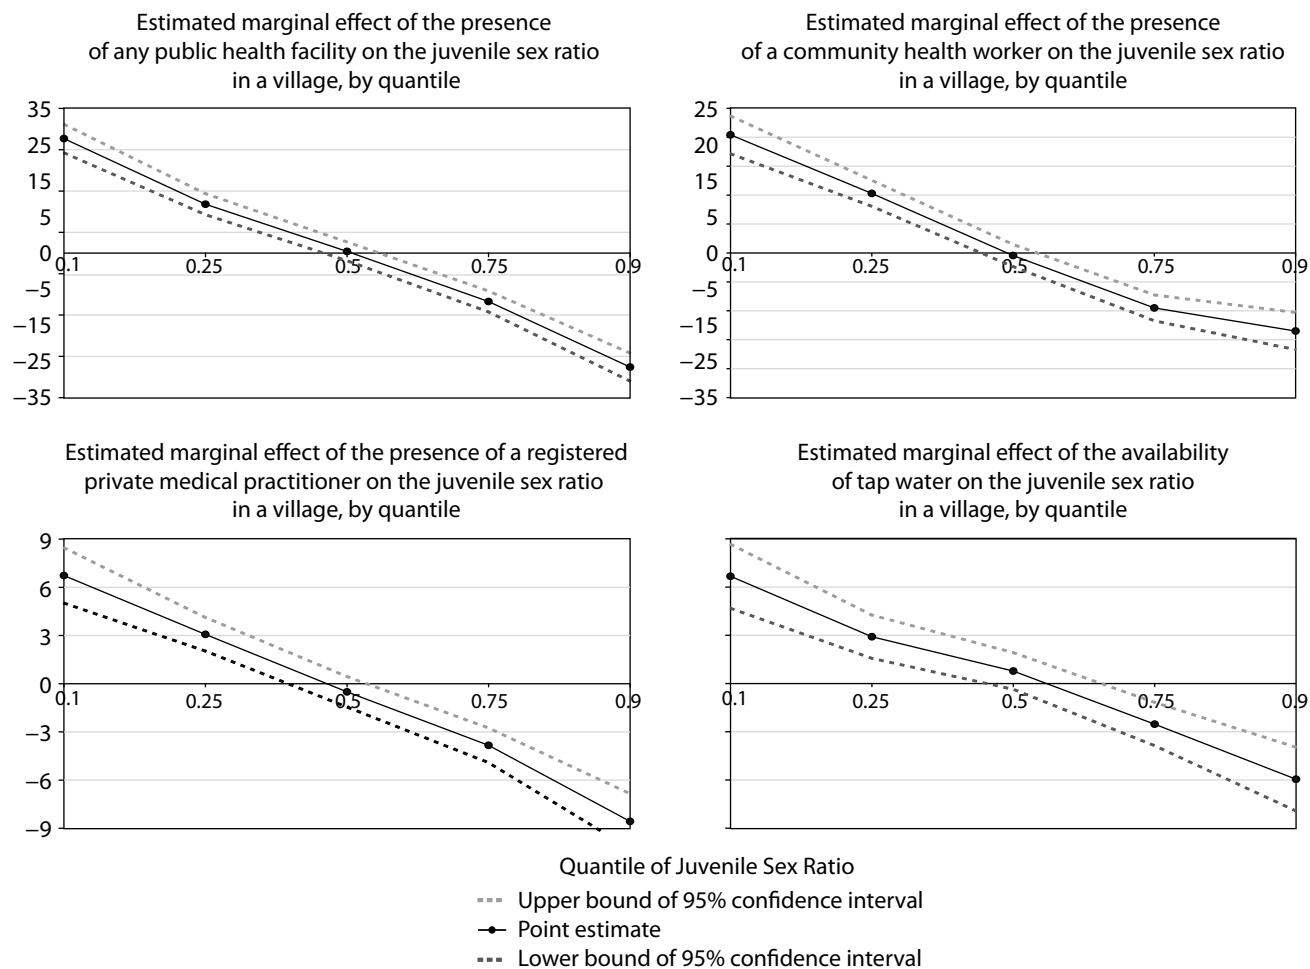 Estimated marginal effect of the presence
of any public health facility on the juvenile sex ratio
in a village, by quantile
35
25
15
5
0
−5
−15
−25
−35
0.1
0.25
0.5
0.75
0.9
Estimated marginal effect of the presence
of a community health worker on the juvenile sex ratio
in a village, by quantile
25
20
15
5
0
−5
−15
−25
−35
0.1
0.25
0.5
0.75
0.9
Estimated marginal effect of the presence of a registered
private medical practitioner on the juvenile sex ratio
in a village, by quantile
9
6
3
0
−3
−6
−9
0.1
0.25
0.5
0.75
0.9
Estimated marginal effect of the availability
of tap water on the juvenile sex ratio
in a village, by quantile
0.1
0.25
0.5
0.75
0.9
Quantile of Juvenile Sex Ratio
Upper bound of 95% confidence interval
Point estimate
Lower bound of 95% confidence interval